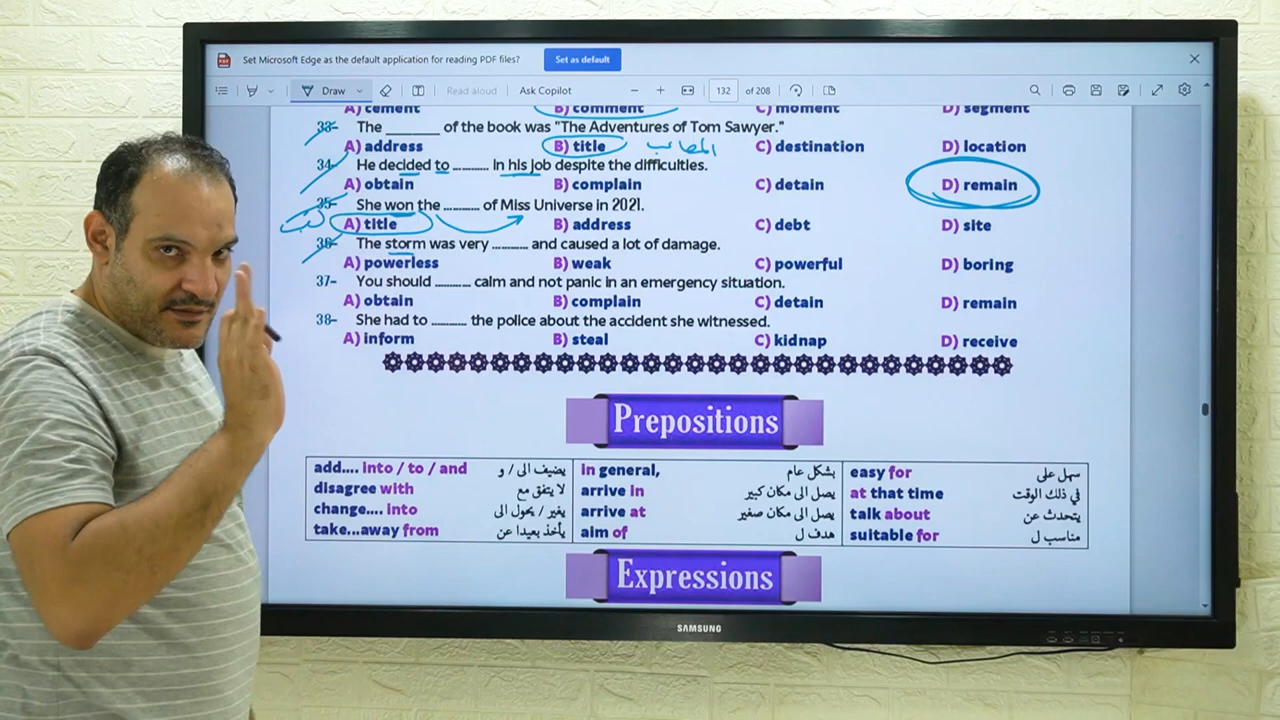 Set Microsoft Edge as the default application for reading PDF files? Set as default
Draw Read aloud Ask Copilot 132 of 208
A) cement B) comment C) moment D) segment
33- The ________ of the book was "The Adventures of Tom Sawyer."
A) address B) title C) destination D) location
34- He decided to .......... in his job despite the difficulties.
A) obtain B) complain C) detain D) remain
35- She won the .......... of Miss Universe in 2021.
لقب A) title B) address C) debt D) site
36- The storm was very .......... and caused a lot of damage.
A) powerless B) weak C) powerful D) boring
37- You should .......... calm and not panic in an emergency situation.
A) obtain B) complain C) detain D) remain
38- She had to .......... the police about the accident she witnessed.
A) inform B) steal C) kidnap D) receive
Prepositions
add.... into / to / and يضيف الى / و in general, بشكل عام easy for سهل على
disagree with لا يتفق مع arrive in يصل الى مكان كبير at that time في ذلك الوقت
change.... into يغير / يحول الى arrive at يصل الى مكان صغير talk about يتحدث عن
take...away from يأخذ بعيدا عن aim of هدف ل suitable for مناسب ل
Expressions
SAMSUNG